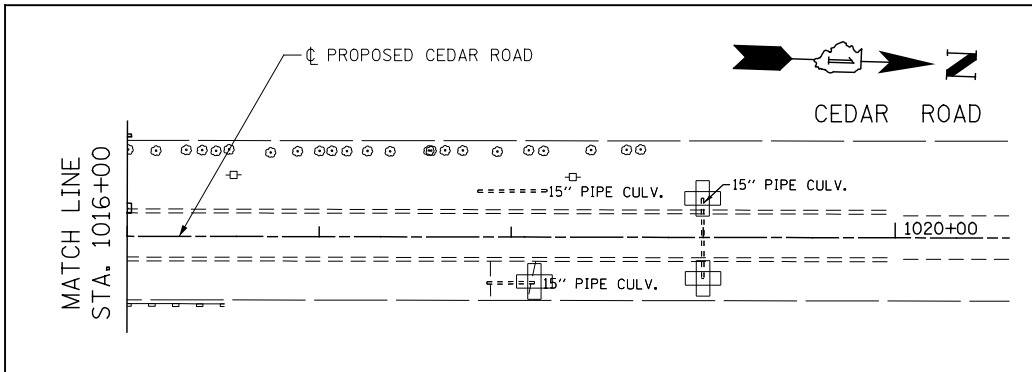 ℄ PROPOSED CEDAR ROAD
N
1
CEDAR ROAD
MATCH LINE
STA. 1016+00
15" PIPE CULV.
15" PIPE CULV.
1020+00
15" PIPE CULV.